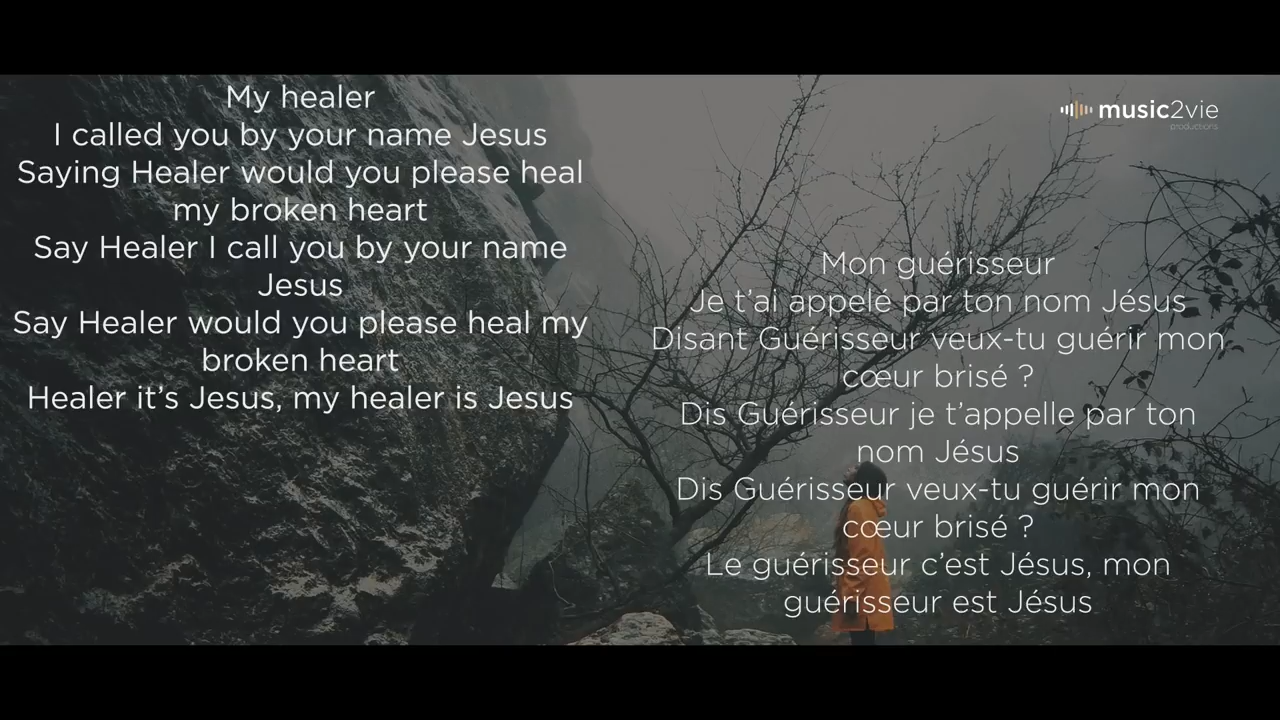 My healer
I called you by your name Jesus
Saying Healer would you please heal
my broken heart
Say Healer I call you by your name
Jesus
Say Healer would you please heal my
broken heart
Healer it's Jesus, my healer is Jesus
music2vie
productions
Mon guérisseur
Je t'ai appelé par ton nom Jésus
Disant Guérisseur veux-tu guérir mon
cœur brisé ?
Dis Guérisseur je t'appelle par ton
nom Jésus
Dis Guérisseur veux-tu guérir mon
cœur brisé ?
Le guérisseur c'est Jésus, mon
guérisseur est Jésus